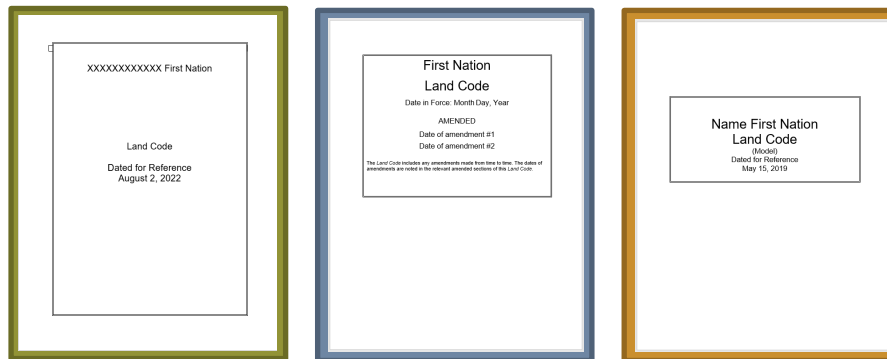 XXXXXXXXXXXX First Nation
Land Code
Dated for Reference
August 2, 2022
First Nation
Land Code
Date in Force: Month Day, Year
AMENDED
Date of amendment #1
Date of amendment #2
The Land Code includes any amendments made from time to time. The dates of
amendments are noted in the relevant amended sections of this Land Code.
Name First Nation
Land Code
(Model)
Dated for Reference
May 15, 2019